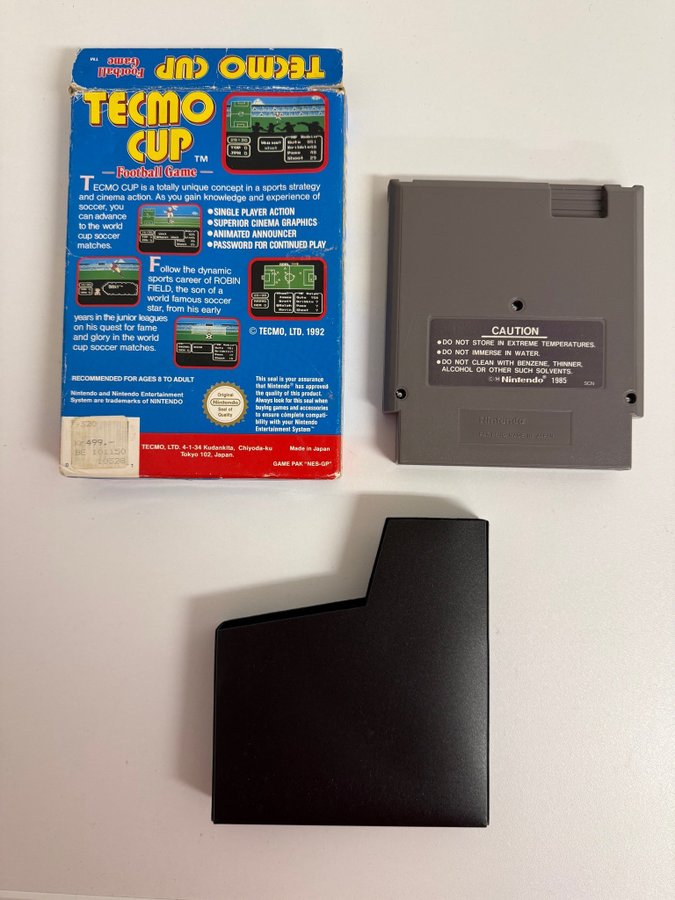 TECMO CUP
Football
Game
™
TECMO
CUP™
Football Game
TECMO CUP is a totally unique concept in a sports strategy
and cinema action. As you gain knowledge and experience of
soccer, you
can advance
to the world
cup soccer
matches.
•SINGLE PLAYER ACTION
•SUPERIOR CINEMA GRAPHICS
•ANIMATED ANNOUNCER
•PASSWORD FOR CONTINUED PLAY
Follow the dynamic
sports career of ROBIN
FIELD, the son of a
world famous soccer
star, from his early
years in the junior leagues
on his quest for fame
and glory in the world
cup soccer matches.
© TECMO, LTD. 1992
RECOMMENDED FOR AGES 8 TO ADULT
Nintendo and Nintendo Entertainment
System are trademarks of NINTENDO
Original
Nintendo
Seal of
Quality
This seal is your assurance
that Nintendo® has approved
the quality of this product.
Always look for this seal when
buying games and accessories
to ensure complete compati-
bility with your Nintendo
Entertainment System™
520
499.-
BE 101150
TECMO, LTD. 4-1-34 Kudankita, Chiyoda-ku
Tokyo 102, Japan.
Made in Japan
GAME PAK "NES-GP"
CAUTION
•DO NOT STORE IN EXTREME TEMPERATURES.
•DO NOT IMMERSE IN WATER.
•DO NOT CLEAN WITH BENZENE, THINNER,
ALCOHOL OR OTHER SUCH SOLVENTS.
©M Nintendo® 1985
SCN
Nintendo